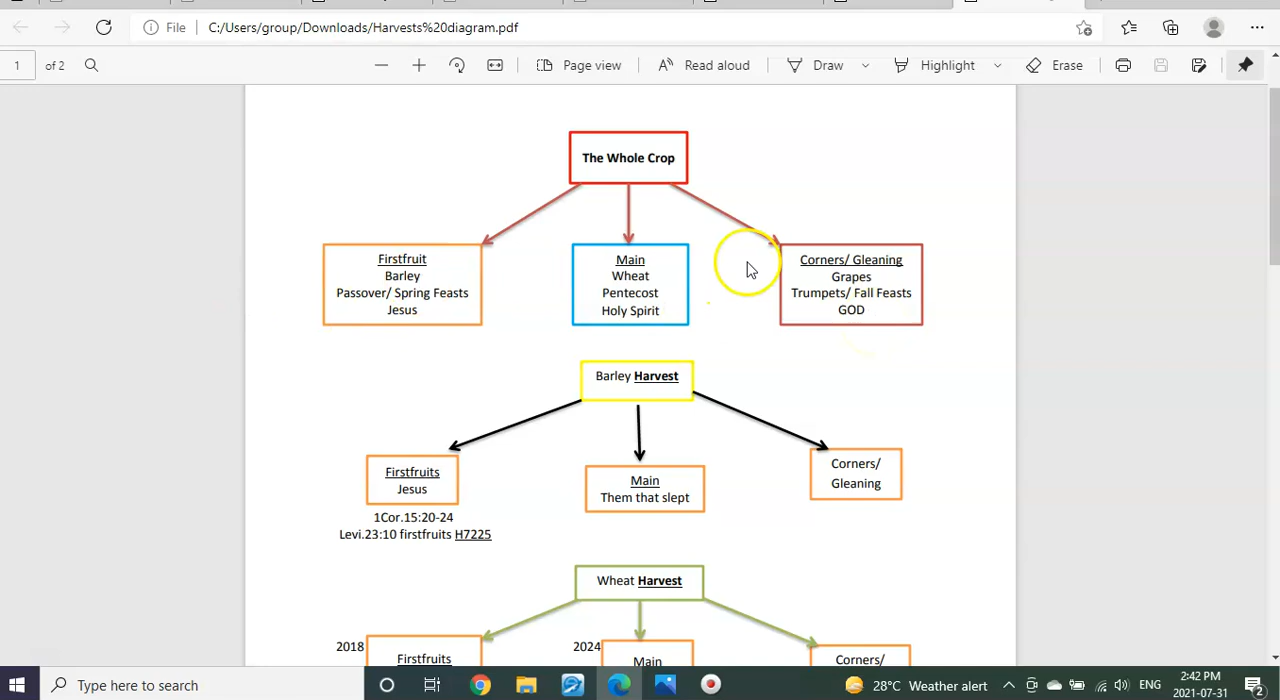 File C:/Users/group/Downloads/Harvests%20diagram.pdf
1 of 2 Page view Read aloud Draw Highlight Erase
The Whole Crop
Firstfruit
Barley
Passover/ Spring Feasts
Jesus
Main
Wheat
Pentecost
Holy Spirit
Corners/ Gleaning
Grapes
Trumpets/ Fall Feasts
GOD
Barley Harvest
Firstfruits
Jesus
1Cor.15:20-24
Levi.23:10 firstfruits H7225
Main
Them that slept
Corners/
Gleaning
Wheat Harvest
2018
Firstfruits
2024
Main
Corners/
Type here to search
28°C Weather alert
ENG
2:42 PM
2021-07-31
2